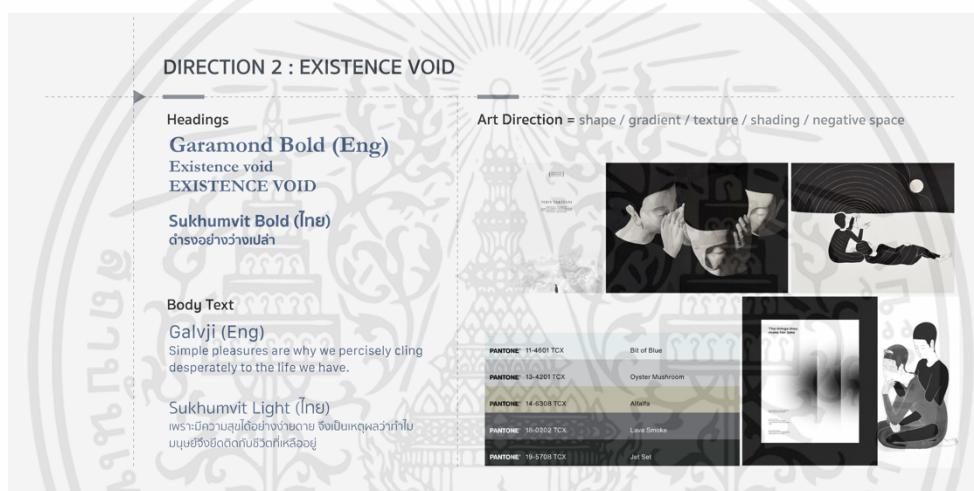 DIRECTION 2 : EXISTENCE VOID
Headings
Garamond Bold (Eng)
Existence void
EXISTENCE VOID
Sukhumvit Bold (ไทย)
ดำรงอย่างว่างเปล่า
Body Text
Galvji (Eng)
Simple pleasures are why we percisely cling
desperately to the life we have.
Sukhumvit Light (ไทย)
เพราะมีความสุขได้อย่างง่ายดาย จึงเป็นเหตุผลว่าทำไม
มนุษย์จึงยึดติดกับชีวิตที่เหลืออยู่
Art Direction = shape / gradient / texture / shading / negative space
PANTONE 11-4601 TCX Bit of Blue
PANTONE 13-4201 TCX Oyster Mushroom
PANTONE 14-6308 TCX Alfalfa
PANTONE 18-0202 TCX Lava Smoke
PANTONE 19-5708 TCX Jet Set
The things they
make for love